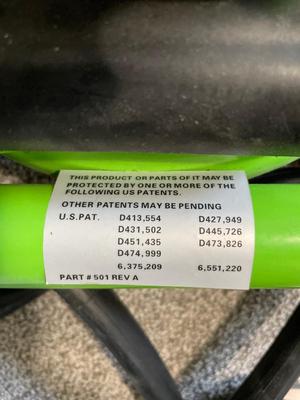 THIS PRODUCT OR PARTS OF IT MAY BE
PROTECTED BY ONE OR MORE OF THE
FOLLOWING US PATENTS.
OTHER PATENTS MAY BE PENDING
U.S. PAT. D413,554 D427,949
D431,502 D445,726
D451,435 D473,826
D474,999
6,375,209 6,551,220
PART # 501 REV A